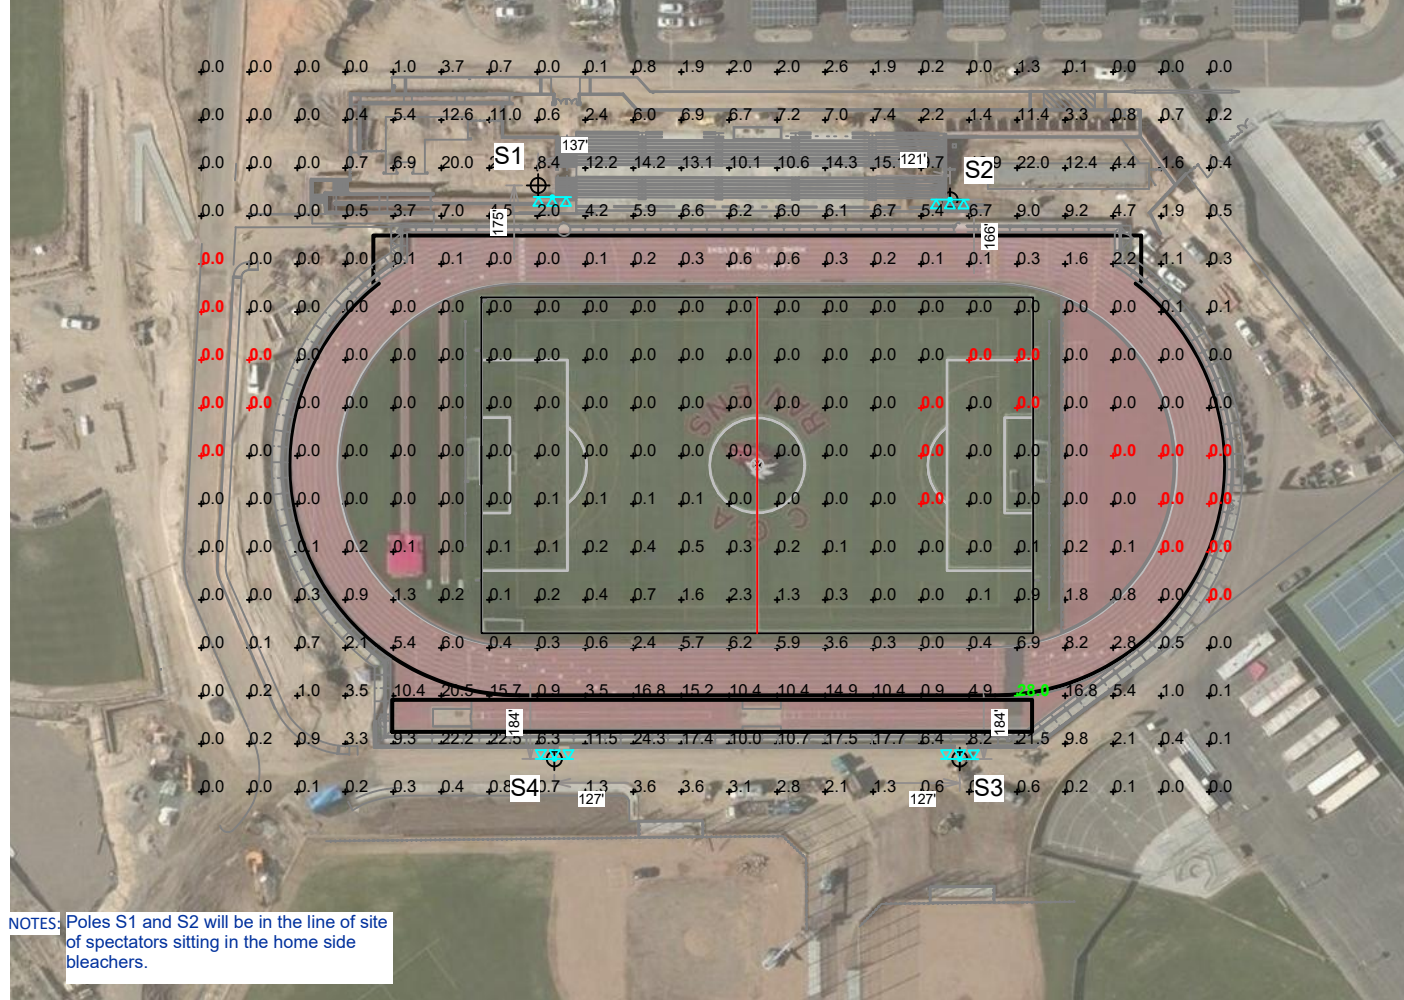 0.0 0.0 0.0 0.0 1.0 3.7 0.7 0.0 0.1 0.8 1.9 2.0 2.0 2.6 1.9 0.2 0.0 1.3 0.1 0.0 0.0 0.0
0.0 0.0 0.0 0.4 5.4 12.6 11.0 0.6 2.4 6.0 6.9 6.7 7.2 7.0 7.4 2.2 1.4 11.4 3.3 0.8 0.7 0.2
S1 137' 121' S2
0.0 0.0 0.0 0.7 6.9 20.0 8.4 12.2 14.2 13.1 10.1 10.6 14.3 22.0 12.4 4.4 1.6 0.4
0.0 0.0 0.0 0.5 3.7 7.0 2.0 4.2 5.9 6.6 6.2 6.0 6.1 6.7 5.4 6.7 9.0 9.2 4.7 1.9 0.5
175' 166'
0.0 0.0 0.0 0.0 0.1 0.1 0.0 0.0 0.1 0.2 0.3 0.6 0.6 0.3 0.2 0.1 0.1 0.3 1.6 2.2 1.1 0.3
0.0 0.0 0.0 0.0 0.0 0.0 0.0 0.0 0.0 0.0 0.0 0.0 0.0 0.0 0.0 0.0 0.0 0.0 0.0 0.0 0.1 0.1
0.0 0.0 0.0 0.0 0.0 0.0 0.0 0.0 0.0 0.0 0.0 0.0 0.0 0.0 0.0 0.0 0.0 0.0 0.0 0.0 0.0 0.0
RAVENS
0.0 0.0 0.0 0.0 0.0 0.0 0.0 0.0 0.0 0.0 0.0 0.0 0.0 0.0 0.0 0.0 0.0 0.0 0.0 0.0 0.0 0.0
0.0 0.0 0.0 0.0 0.0 0.0 0.0 0.0 0.0 0.0 0.0 0.0 0.0 0.0 0.0 0.0 0.0 0.0 0.0 0.0 0.0 0.0
0.0 0.0 0.0 0.0 0.0 0.0 0.0 0.1 0.1 0.1 0.1 0.0 0.0 0.0 0.0 0.0 0.0 0.0 0.0 0.0 0.0 0.0
CCA
0.0 0.0 0.1 0.2 0.1 0.0 0.1 0.1 0.2 0.4 0.5 0.3 0.2 0.1 0.0 0.0 0.0 0.1 0.2 0.1 0.0 0.0
0.0 0.0 0.3 0.9 1.3 0.2 0.1 0.2 0.4 0.7 1.6 2.3 1.3 0.3 0.0 0.0 0.1 0.9 1.8 0.8 0.0 0.0
0.0 0.1 0.7 2.1 5.4 6.0 0.4 0.3 0.6 2.4 5.7 6.2 5.9 3.6 0.3 0.0 0.4 6.9 8.2 2.8 0.5 0.0
0.0 0.2 1.0 3.5 10.4 20.5 15.7 0.9 3.5 16.8 15.2 10.4 10.4 14.9 10.4 0.9 4.9 26.0 16.8 5.4 1.0 0.1
184' 184'
0.0 0.2 0.9 3.3 9.3 22.2 22.5 6.3 11.5 24.3 17.4 10.0 10.7 17.5 17.7 6.4 8.2 21.5 9.8 2.1 0.4 0.1
0.0 0.0 0.1 0.2 0.3 0.4 0.8 S4 0.7 1.3 3.6 3.6 3.1 2.8 2.1 1.3 0.6 S3 0.6 0.2 0.1 0.0 0.0
127' 127'
NOTES: Poles S1 and S2 will be in the line of site
of spectators sitting in the home side
bleachers.